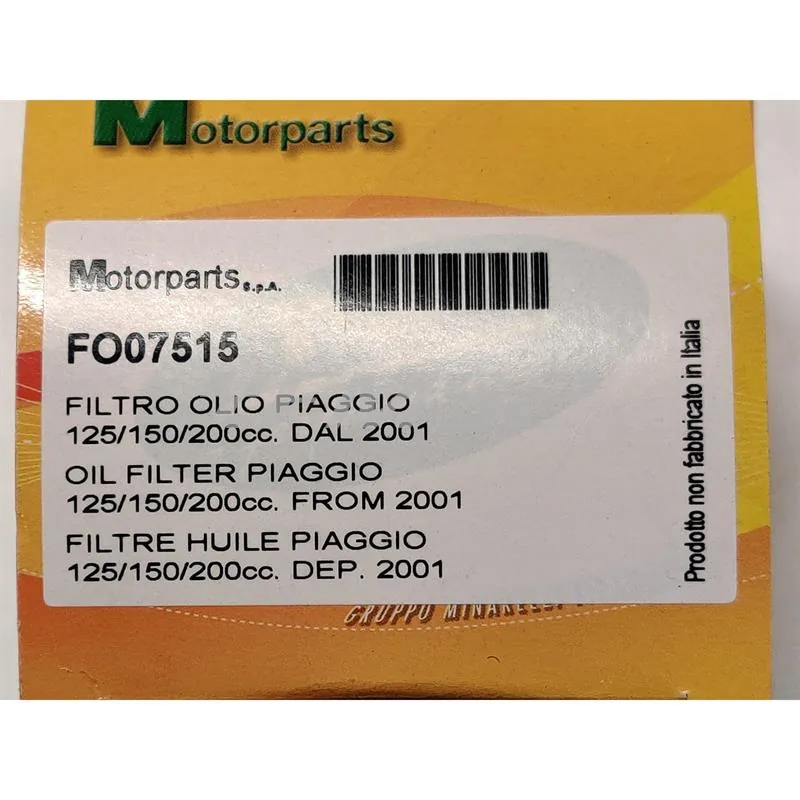 Motorparts
Motorparts S.p.A.
FO07515
FILTRO OLIO PIAGGIO
125/150/200cc. DAL 2001
OIL FILTER PIAGGIO
125/150/200cc. FROM 2001
FILTRE HUILE PIAGGIO
125/150/200cc. DEP. 2001
Prodotto non fabbricato in Italia
GRUPPO